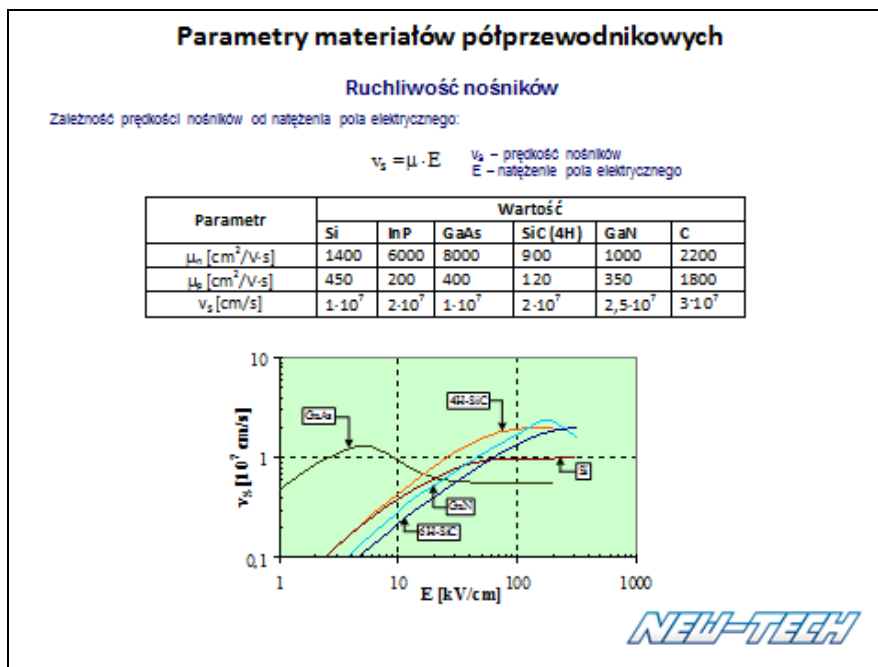 Parametry materiałów półprzewodnikowych
Ruchliwość nośników
Zależność prędkości nośników od natężenia pola elektrycznego:
vₛ = μ · E
vₛ – prędkość nośników
E – natężenie pola elektrycznego
Parametr Wartość
Si InP GaAs SiC (4H) GaN C
μₙ [cm²/V·s] 1400 6000 8000 900 1000 2200
[cm²/V·s] 450 200 400 120 350 1800
vₛ [cm/s] 1·10⁷ 2·10⁷ 1·10⁷ 2·10⁷ 2,5·10⁷ 3·10⁷
10
4H-SiC
GaAs
vₛ [10⁷ cm/s]
1
Si
GaN
6H-SiC
0,1
1 10 100 1000
E [kV/cm]
NEW-TECH